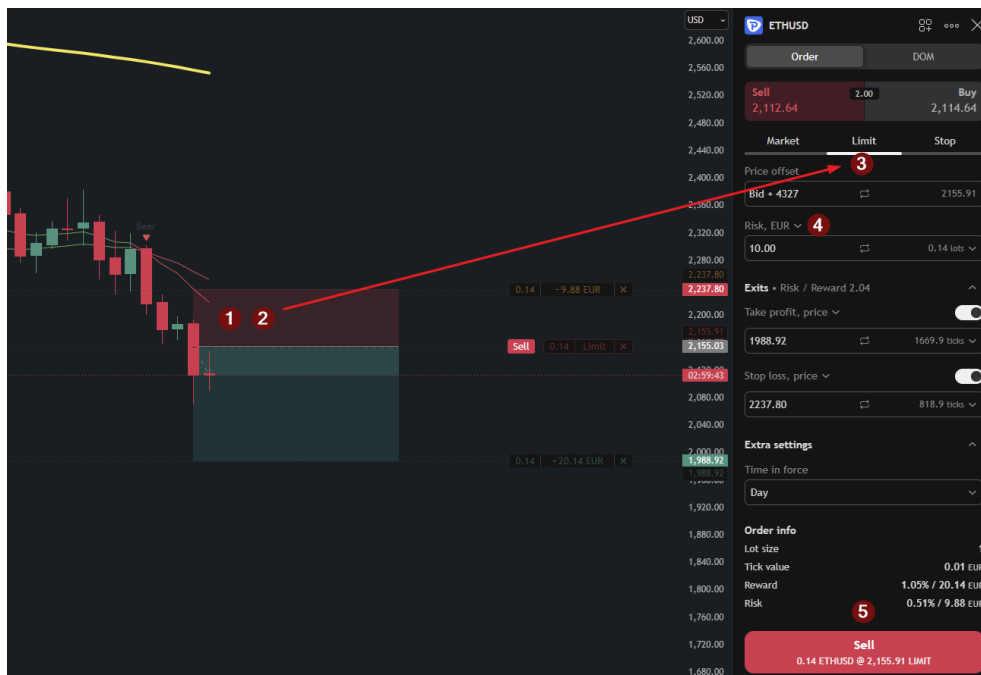 USD
2,600.00
2,560.00
2,520.00
2,480.00
2,440.00
2,400.00
2,360.00
2,320.00
2,280.00
2,237.80
2,237.80
2,200.00
2,155.91
2,155.03
02:59:43
2,080.00
2,040.00
2,000.00
1,988.92
1,988.92
1,920.00
1,880.00
1,840.00
1,800.00
1,760.00
1,720.00
1,680.00
Bear
1 2
0.14 −9.88 EUR ×
Sell 0.14 Limit ×
0.14 +20.14 EUR ×
ETHUSD
Order DOM
Sell 2.00 Buy
2,112.64 2,114.64
Market Limit Stop
3
Price offset
Bid + 4327 2155.91
Risk, EUR 4
10.00 0.14 lots
Exits • Risk / Reward 2.04
Take profit, price
1988.92 1669.9 ticks
Stop loss, price
2237.80 818.9 ticks
Extra settings
Time in force
Day
Order info
Lot size
Tick value 0.01 EUR
Reward 1.05% / 20.14 EUR
Risk 0.51% / 9.88 EUR
5
Sell
0.14 ETHUSD @ 2,155.91 LIMIT